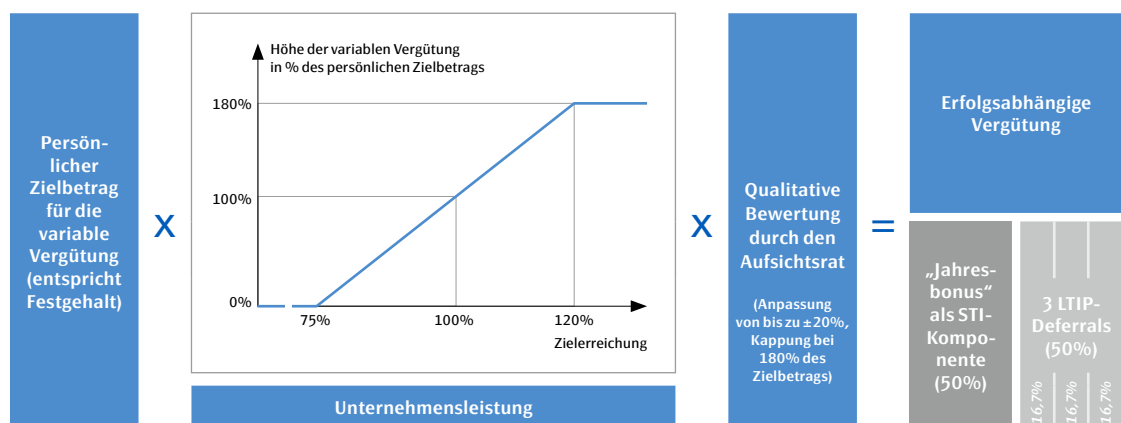 Persön-
licher
Zielbetrag
für die
variable
Vergütung
(entspricht
Festgehalt)
x
Höhe der variablen Vergütung
in % des persönlichen Zielbetrags
180%
100%
0%
75%
100%
120%
Zielerreichung
Unternehmensleistung
x
Qualitative
Bewertung
durch den
Aufsichtsrat
(Anpassung
von bis zu ±20%,
Kappung bei
180% des
Zielbetrags)
=
Erfolgsabhängige
Vergütung
„Jahres-
bonus“
als STI-
Kompo-
nente
(50%)
3 LTIP-
Deferrals
(50%)
16,7%
16,7%
16,7%